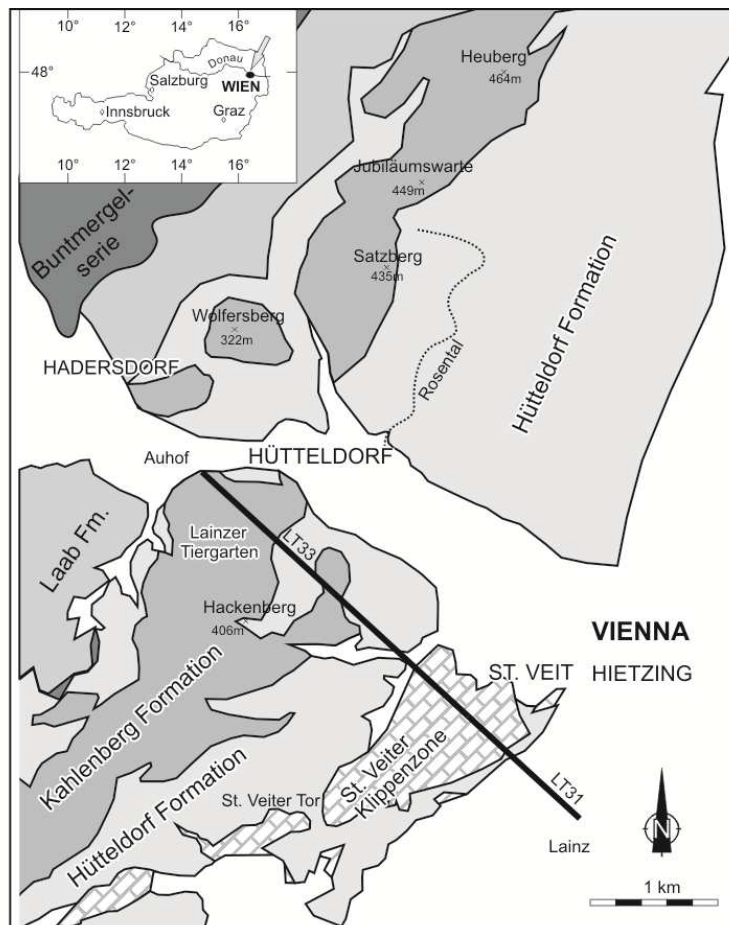 10° 12° 14° 16°
48°
Donau
Salzburg
WIEN
Innsbruck
Graz
10° 12° 14° 16°
Heuberg
464m
Jubiläumswarte
449m
Buntmergel-
serie
Satzberg
435m
Wolfersberg
322m
Rosental
Hütteldorf Formation
HADERSDORF
Auhof
HÜTTELDORF
Laab Fm.
Lainzer
Tiergarten
LT33
Hackenberg
406m
VIENNA
ST. VEIT
HIETZING
Kahlenberg Formation
St. Veiter
Klippenzone
Hütteldorf Formation
St. Veiter Tor
LT31
Lainz
N
1 km